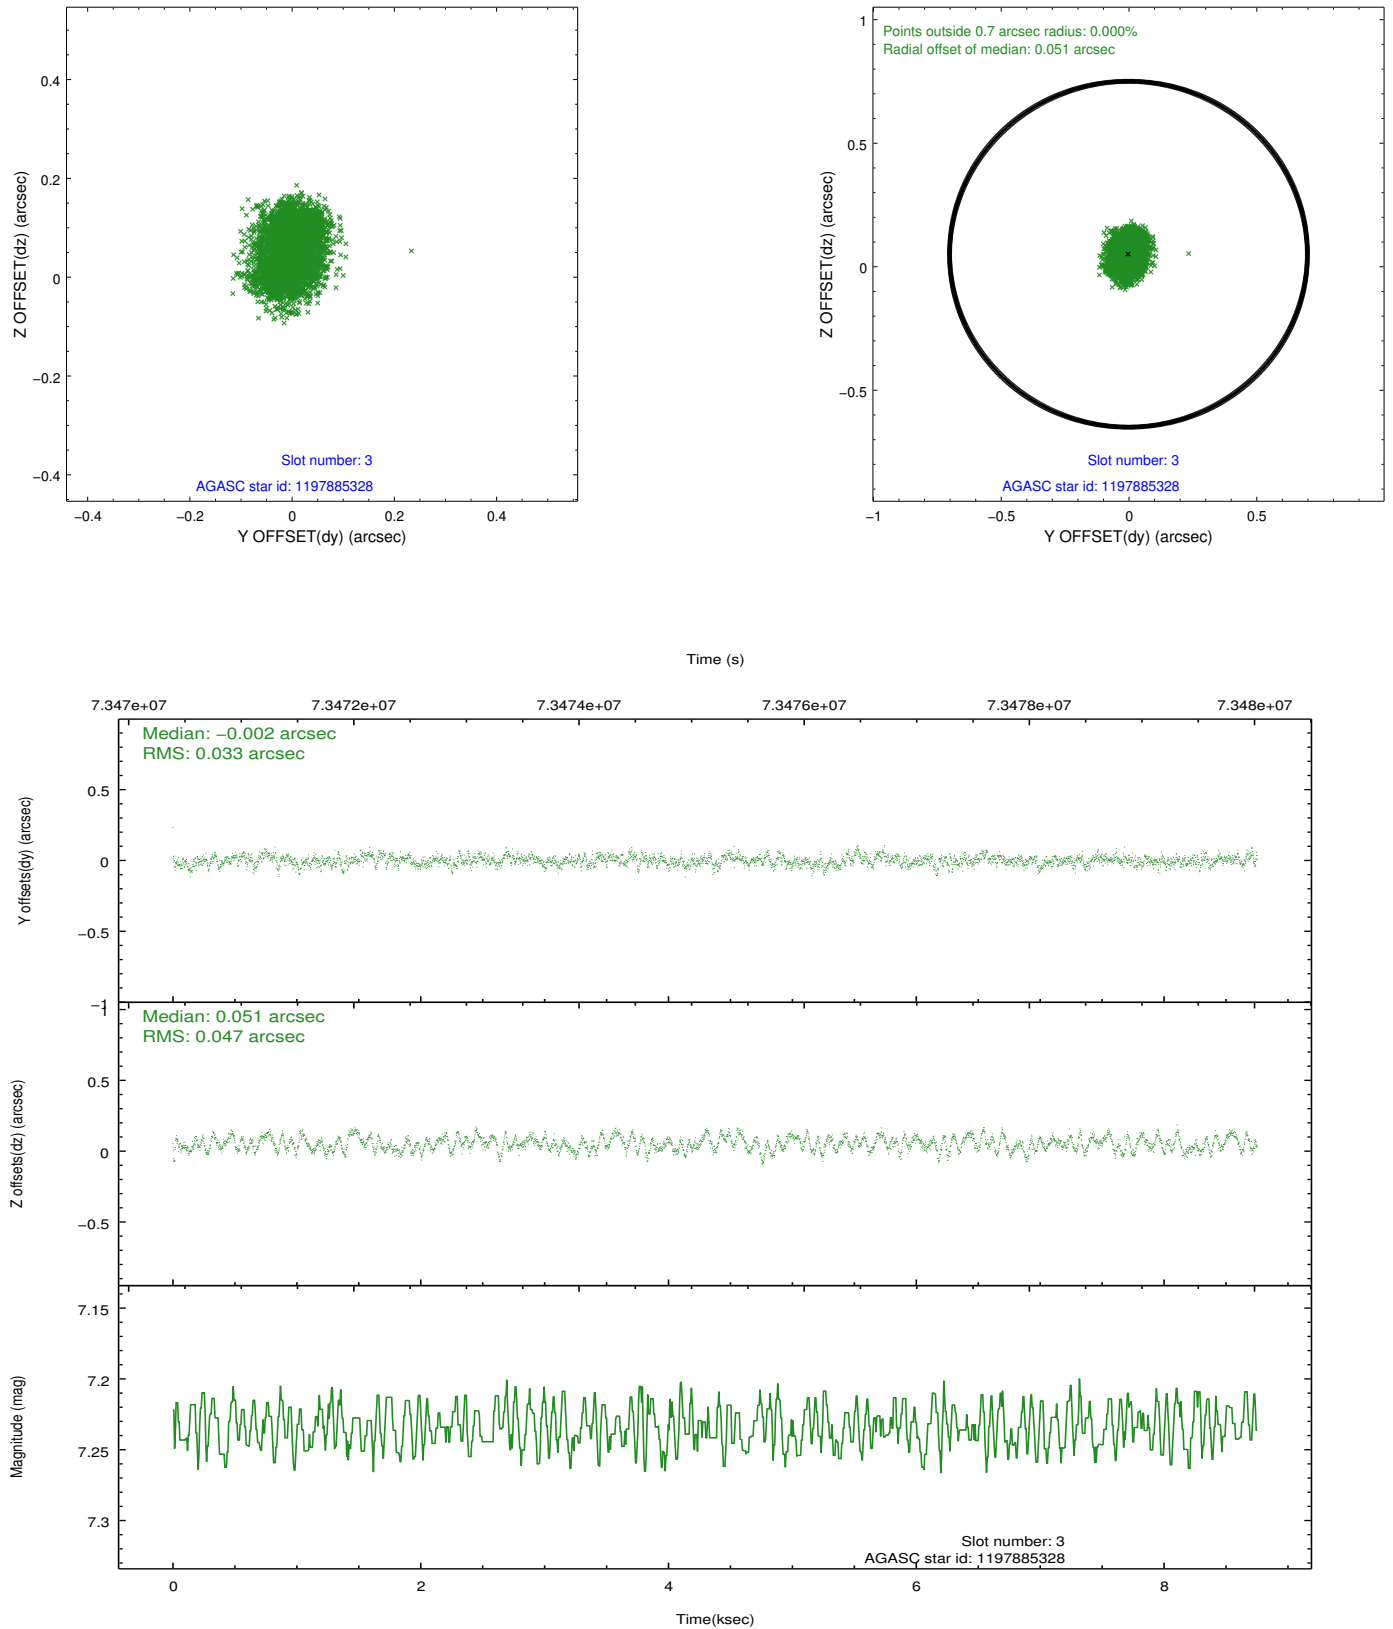 0.4
0.2
0
−0.2
−0.4
Z OFFSET(dz) (arcsec)
Slot number: 3
AGASC star id: 1197885328
−0.4 −0.2 0 0.2 0.4
Y OFFSET(dy) (arcsec)
1
0.5
0
−0.5
Z OFFSET(dz) (arcsec)
Points outside 0.7 arcsec radius: 0.000%
Radial offset of median: 0.051 arcsec
Slot number: 3
AGASC star id: 1197885328
−1 −0.5 0 0.5
Y OFFSET(dy) (arcsec)
Time (s)
7.347e+07 7.3472e+07 7.3474e+07 7.3476e+07 7.3478e+07 7.348e+07
Median: −0.002 arcsec
RMS: 0.033 arcsec
0.5
0
−0.5
−1
Y offsets(dy) (arcsec)
1
Median: 0.051 arcsec
RMS: 0.047 arcsec
0.5
0
−0.5
Z offsets(dz) (arcsec)
7.15
7.2
7.25
7.3
Magnitude (mag)
Slot number: 3
AGASC star id: 1197885328
0 2 4 6 8
Time(ksec)